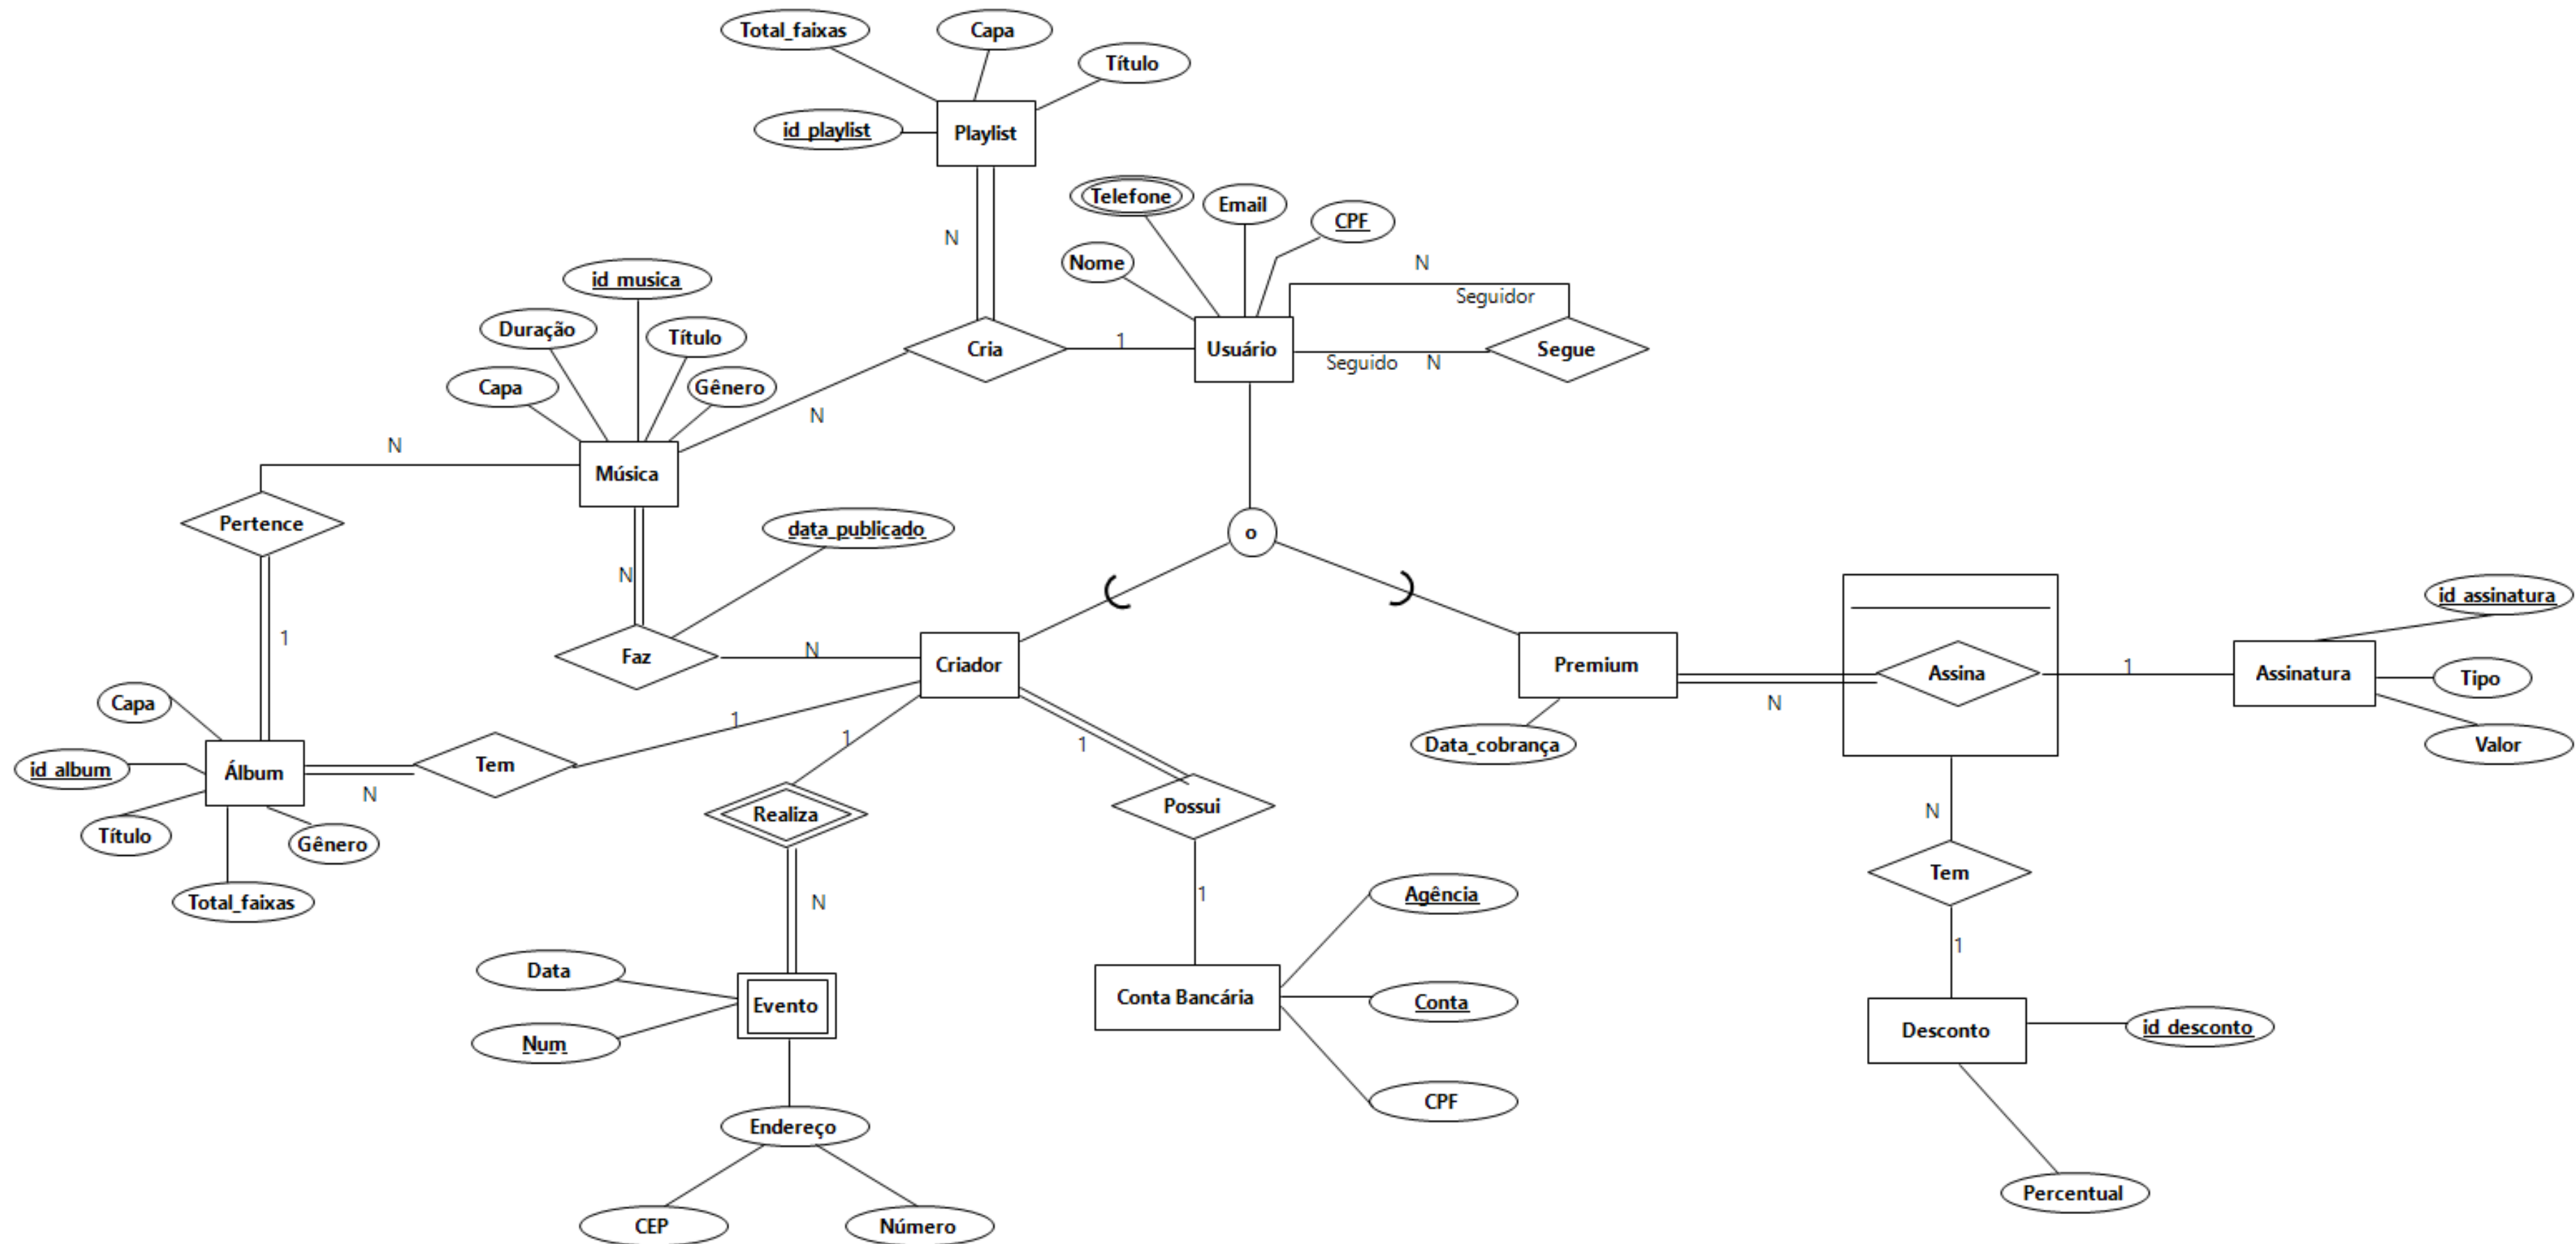 Total_faixas
Capa
Título
id_playlist
Playlist
Telefone
Email
CPF
Nome
N
N
Seguidor
id_musica
Duração
Título
Capa
Gênero
Cria
1
Usuário
Seguido
N
Segue
N
N
Música
Pertence
data_publicado
o
N
1
Faz
N
Criador
Premium
N
Assina
1
Assinatura
id_assinatura
Tipo
Valor
Data_cobrança
Capa
id_album
Álbum
Título
Gênero
Total_faixas
N
Tem
1
1
Realiza
N
1
Possui
1
N
Tem
1
Agência
Conta Bancária
Conta
CPF
Data
Num
Evento
Endereço
CEP
Número
Desconto
id_desconto
Percentual